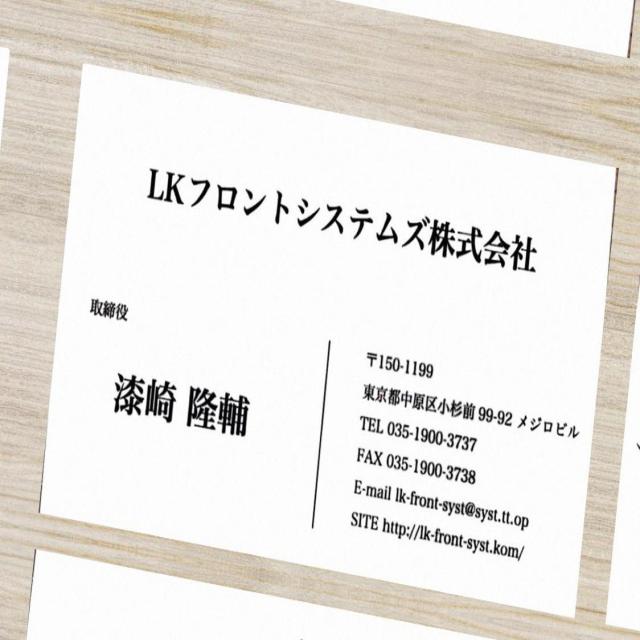 LKフロントシステムズ株式会社
取締役
漆崎 隆輔
〒150-1199
東京都中原区小杉前 99-92 メジロビル
TEL 035-1900-3737
FAX 035-1900-3738
E-mail lk-front-syst@syst.tt.op
SITE http://lk-front-syst.kom/